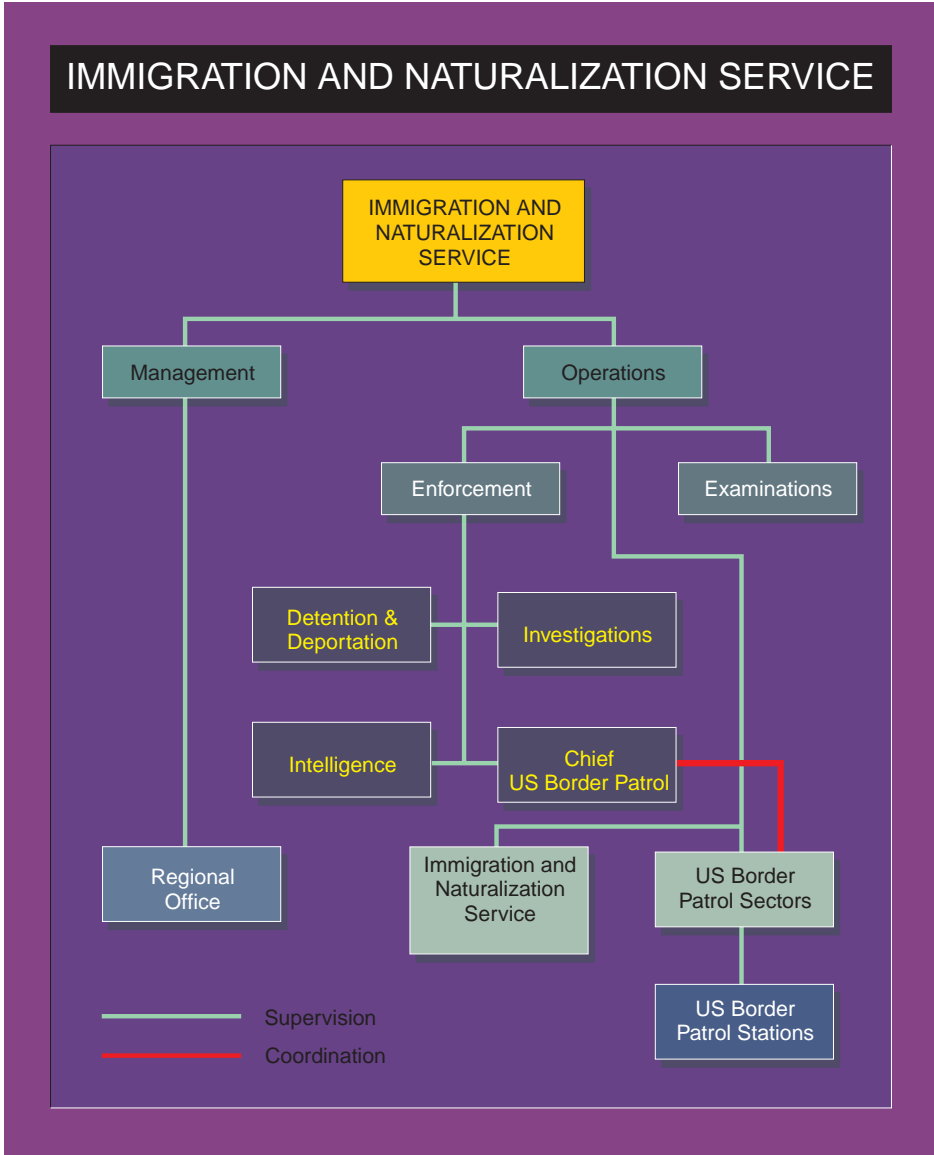 IMMIGRATION AND NATURALIZATION SERVICE
IMMIGRATION AND
NATURALIZATION
SERVICE
Management
Operations
Enforcement
Examinations
Detention &
Deportation
Investigations
Intelligence
Chief
US Border Patrol
Regional
Office
Immigration and
Naturalization
Service
US Border
Patrol Sectors
US Border
Patrol Stations
Supervision
Coordination